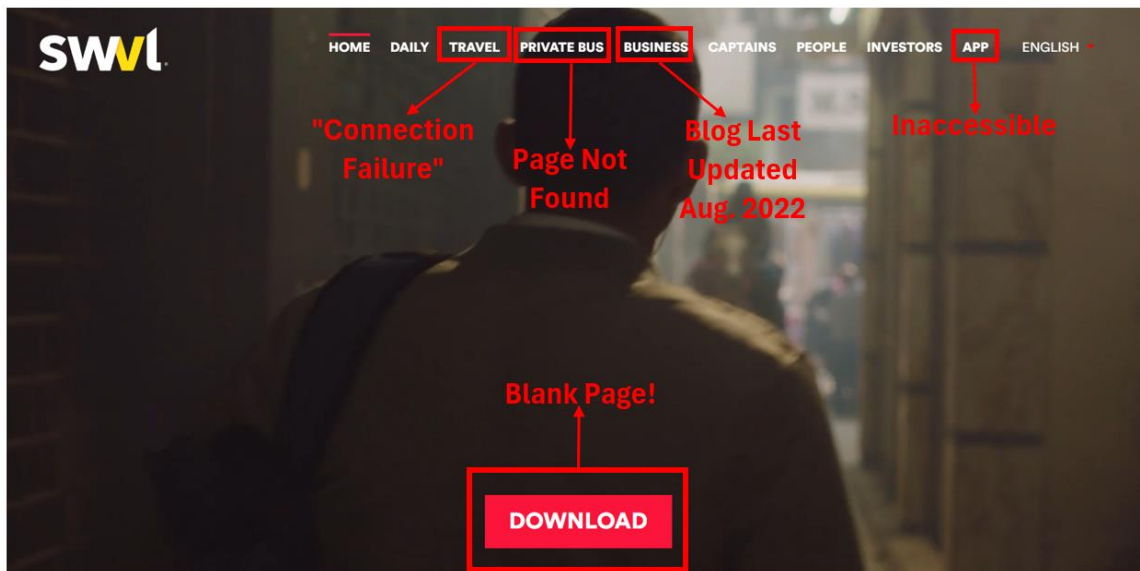 swvl
HOME DAILY TRAVEL PRIVATE BUS BUSINESS CAPTAINS PEOPLE INVESTORS APP ENGLISH
"Connection
Failure"
Page Not
Found
Blog Last
Updated
Aug. 2022
Inaccessible
Blank Page!
DOWNLOAD